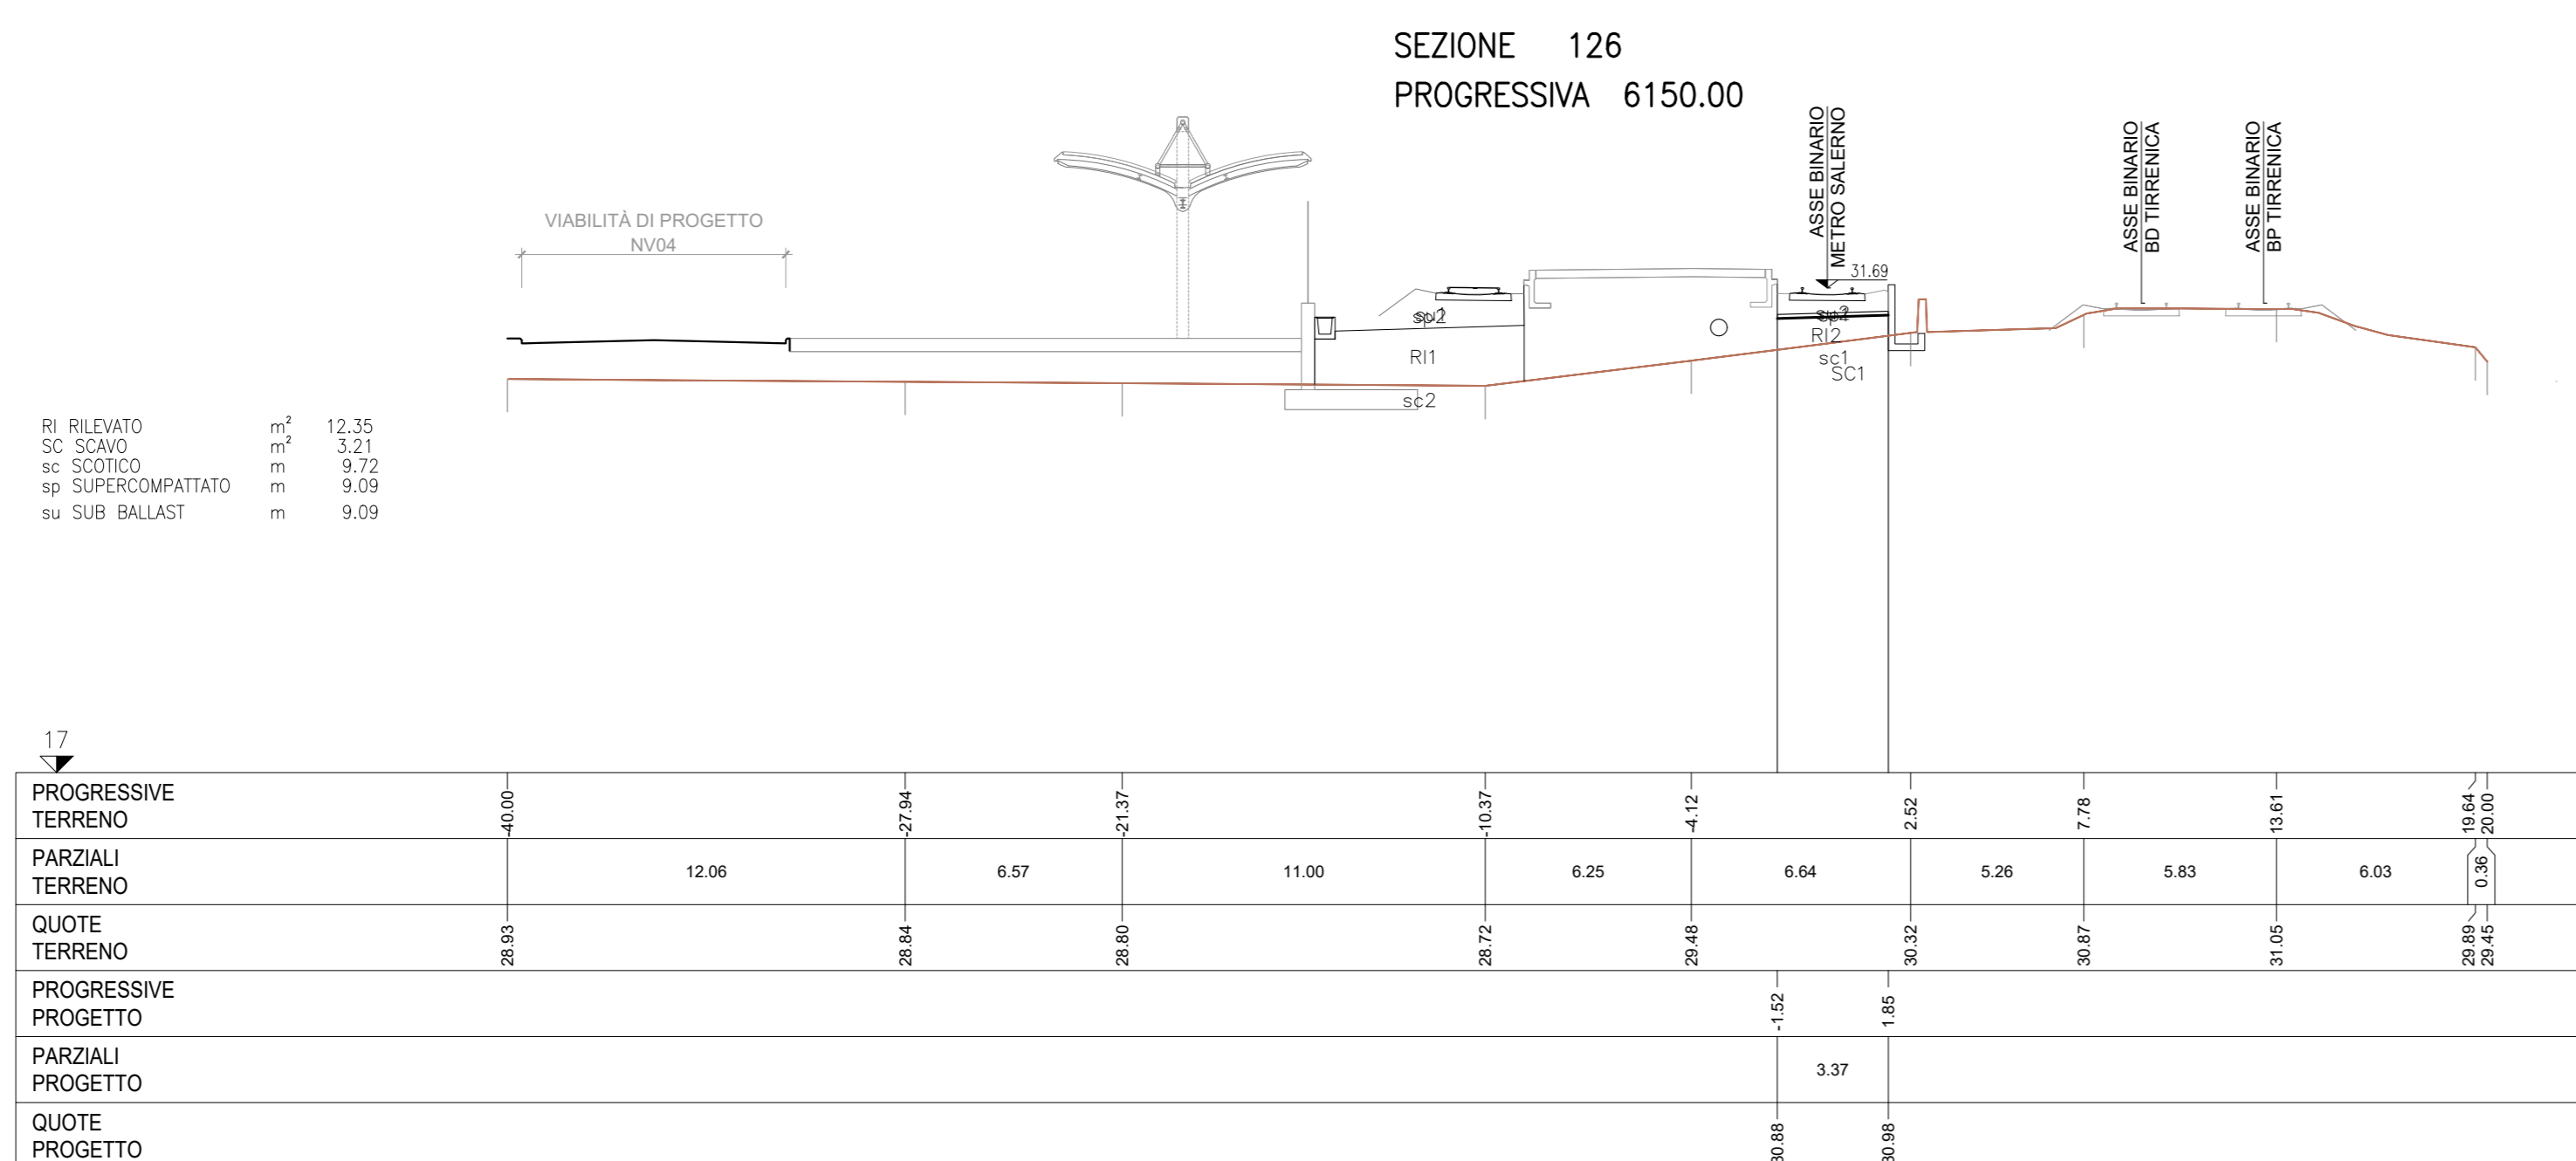 SEZIONE 126
PROGRESSIVA 6150.00
ASSE BINARIO
METRO SALERNO
31.69
ASSE BINARIO
BD TIRRENICA
ASSE BINARIO
BP TIRRENICA
VIABILITÀ DI PROGETTO
NV04
sp2
RI1
sc2
RI2
sc1
SC1
RI RILEVATO m² 12.35
SC SCAVO m² 3.21
sc SCOTICO m 9.72
sp SUPERCOMPATTATO m 9.09
su SUB BALLAST m 9.09
17
PROGRESSIVE
TERRENO
-40.00 -27.94 -21.37 -10.37 -4.12 2.52 7.78 13.61 19.64 20.00
PARZIALI
TERRENO
12.06 6.57 11.00 6.25 6.64 5.26 5.83 6.03 0.36
QUOTE
TERRENO
28.93 28.84 28.80 28.72 29.48 30.32 30.87 31.05 29.89 29.45
PROGRESSIVE
PROGETTO
-1.52 1.85
PARZIALI
PROGETTO
3.37
QUOTE
PROGETTO
30.88 30.98